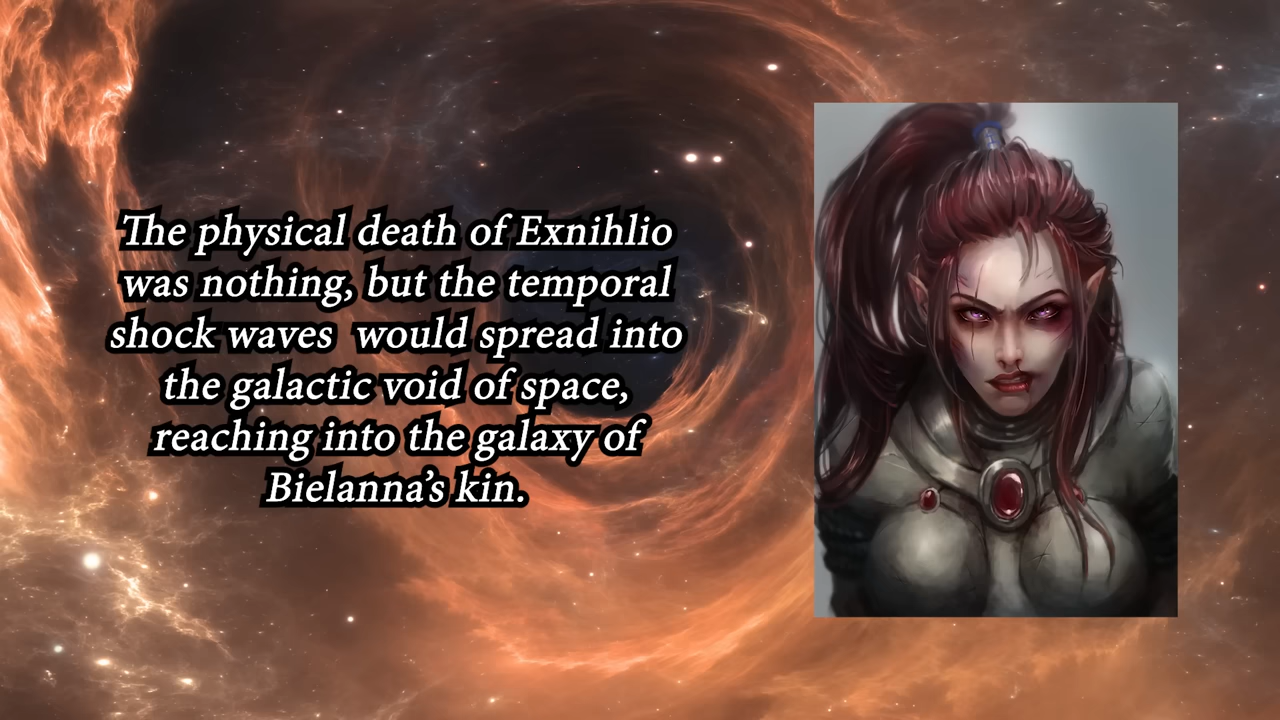 The physical death of Exnihlio
was nothing, but the temporal
shock waves  would spread into
the galactic void of space,
reaching into the galaxy of
Bielanna’s kin.